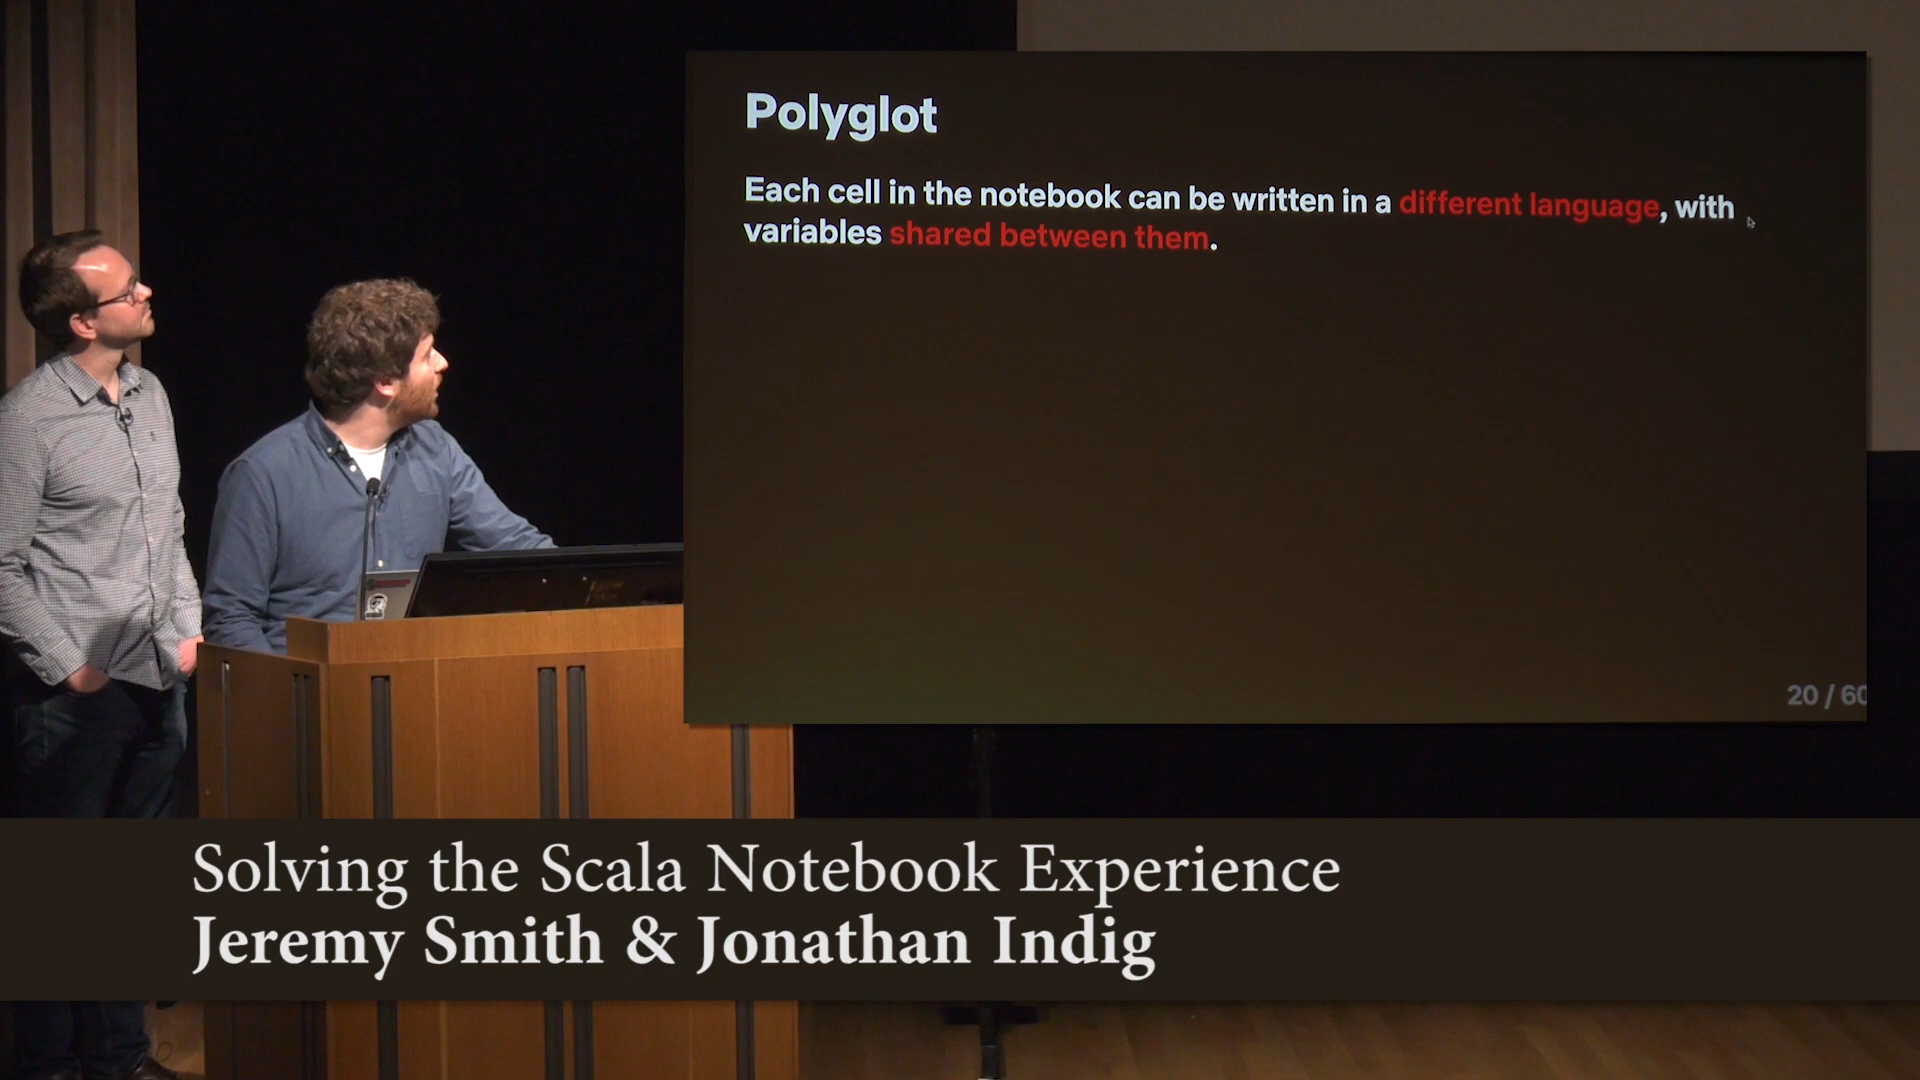 Polyglot
Each cell in the notebook can be written in a different language, with
variables shared between them.
20 / 60
Solving the Scala Notebook Experience
Jeremy Smith & Jonathan Indig